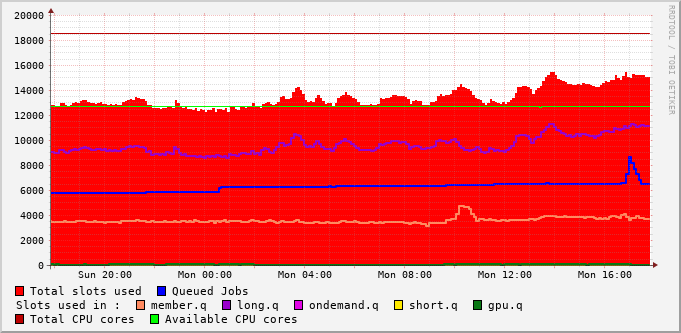 20000
18000
16000
14000
12000
10000
8000
6000
4000
2000
0
Sun 20:00 Mon 00:00 Mon 04:00 Mon 08:00 Mon 12:00 Mon 16:00
Total slots used Queued Jobs
Slots used in : member.q long.q ondemand.q short.q gpu.q
Total CPU cores Available CPU cores
RRDTOOL / TOBI OETIKER